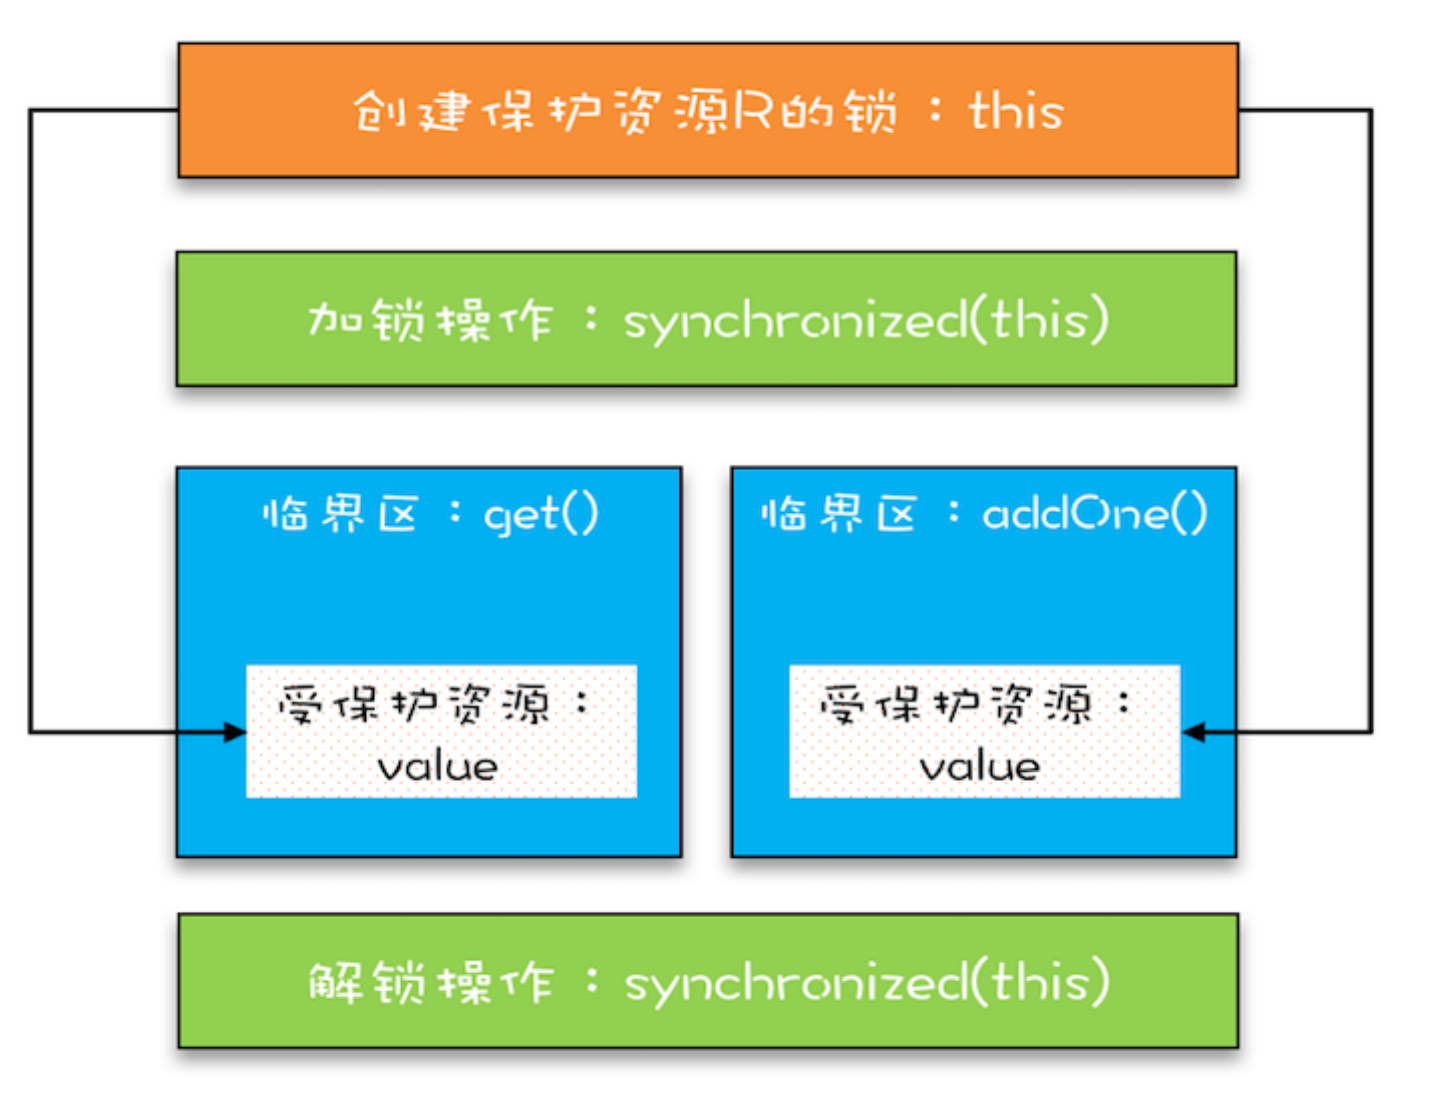 创建保护资源R的锁：this
加锁操作：synchronized(this)
临界区：get()
受保护资源：
value
临界区：addOne()
受保护资源：
value
解锁操作：synchronized(this)